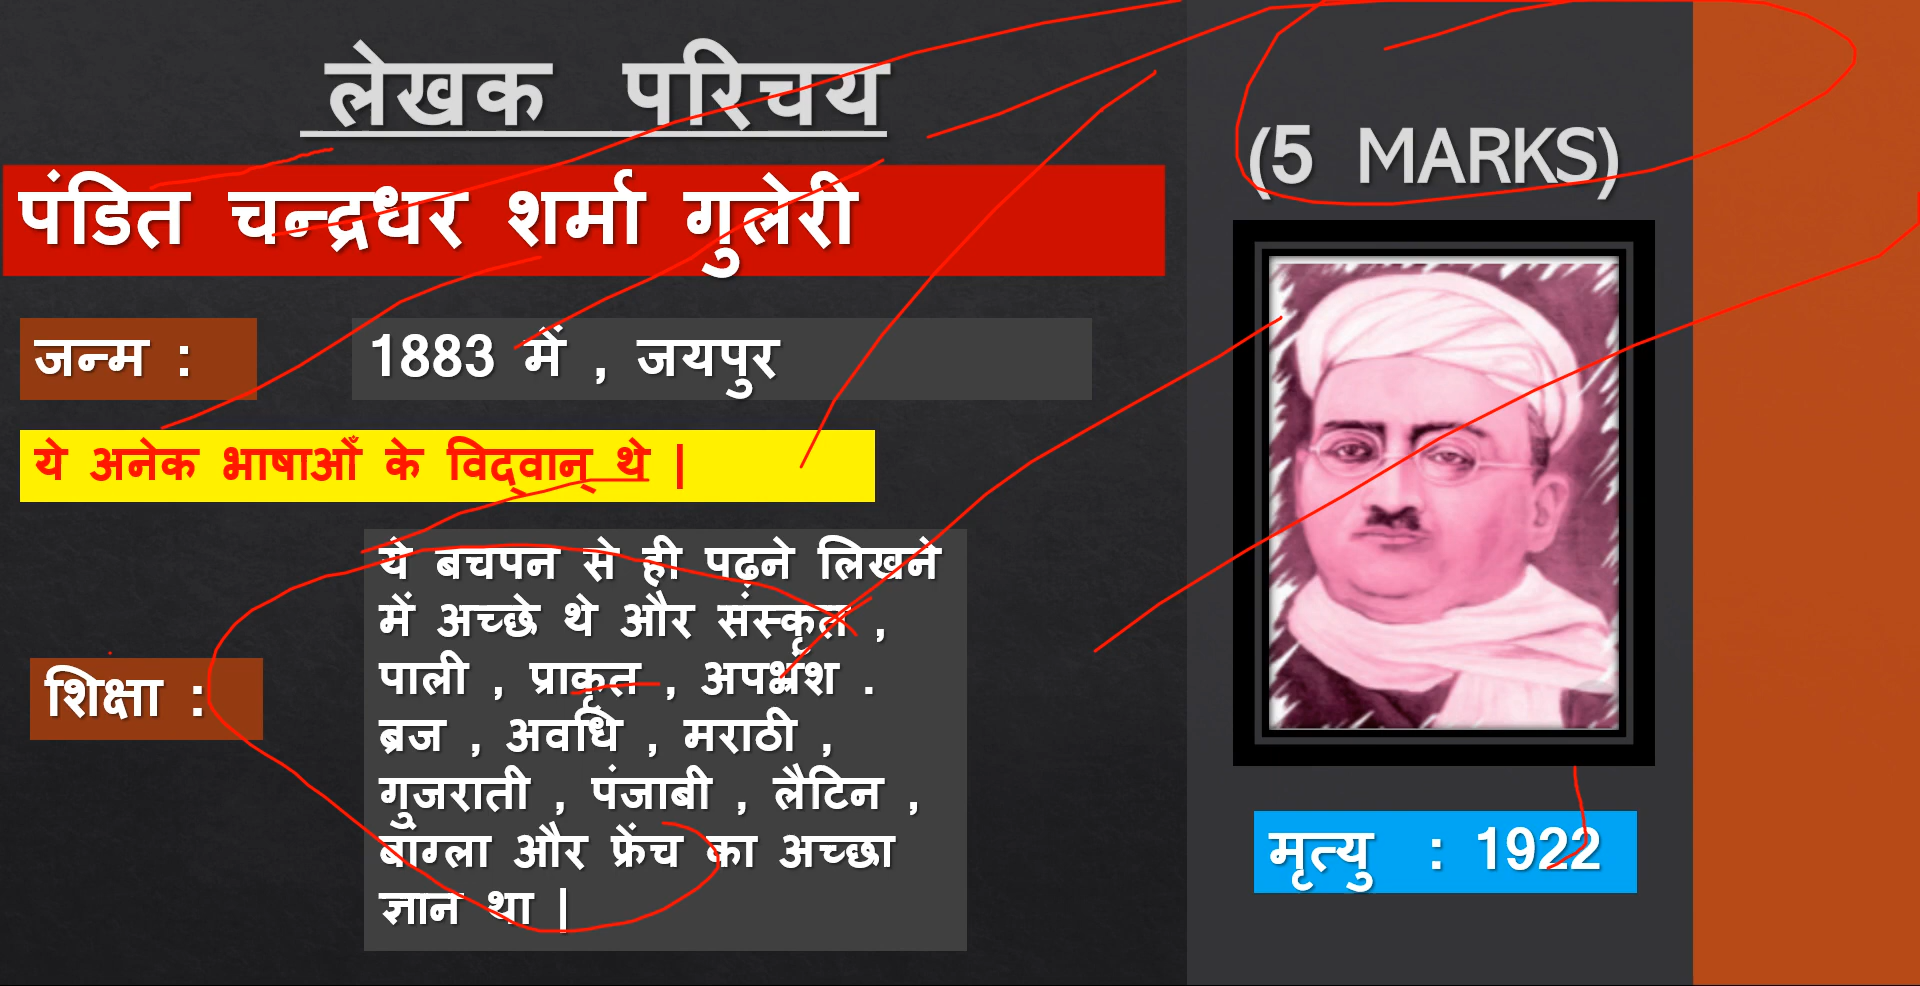 लेखक परिचय
(5 MARKS)
पंडित चन्द्रधर शर्मा गुलेरी
जन्म :
1883 में , जयपुर
ये अनेक भाषाओँ के विद्वान् थे |
शिक्षा :
ये बचपन से ही पढ़ने लिखने
में अच्छे थे और संस्कृत ,
पाली , प्राकृत , अपभ्रंश .
ब्रज , अवधि , मराठी ,
गुजराती , पंजाबी , लैटिन ,
बांग्ला और फ्रेंच का अच्छा
ज्ञान था |
मृत्यु : 1922